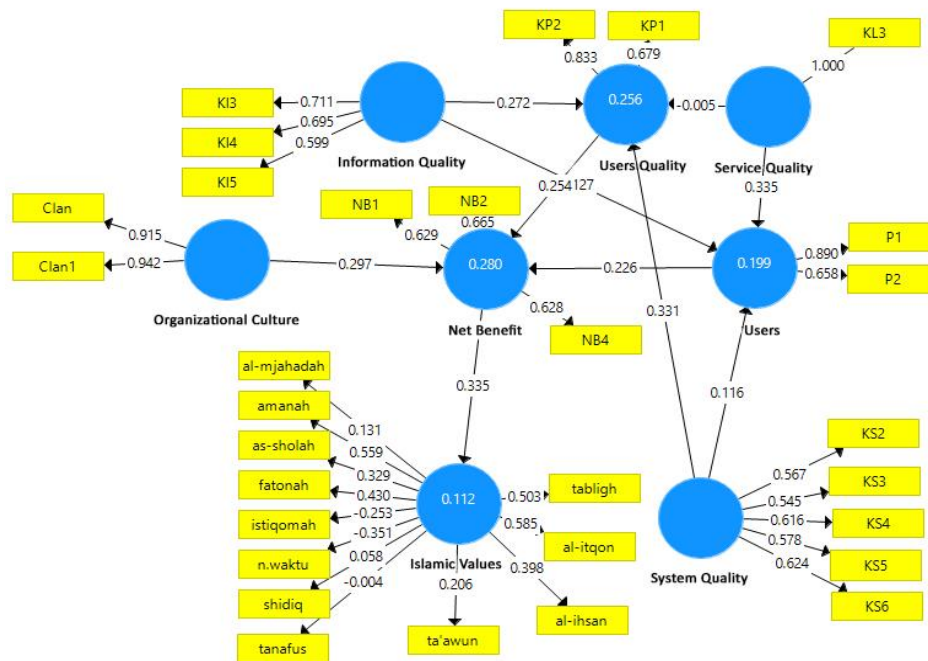 KP2
KP1
KL3
0.833
0.679
1.000
KI3
0.711
0.272
0.256
-0.005
KI4
0.695
KI5
0.599
Information Quality
Users Quality
Service Quality
0.254
127
0.335
Clan
0.915
NB1
NB2
0.665
0.629
P1
0.890
Clan1
0.942
0.297
0.280
0.226
0.199
0.658
P2
Organizational Culture
Net Benefit
0.628
NB4
0.331
Users
al-mjahadah
0.335
0.116
amanah
0.131
as-sholah
0.559
KS2
fatonah
0.329
0.567
KS3
istiqomah
0.430
0.112
0.503
tabligh
0.545
n.waktu
-0.253
0.616
KS4
shidiq
-0.351
0.585
al-itqon
0.578
KS5
tanafus
0.058
Islamic Values
System Quality
0.624
KS6
-0.004
0.206
0.398
ta'awun
al-ihsan